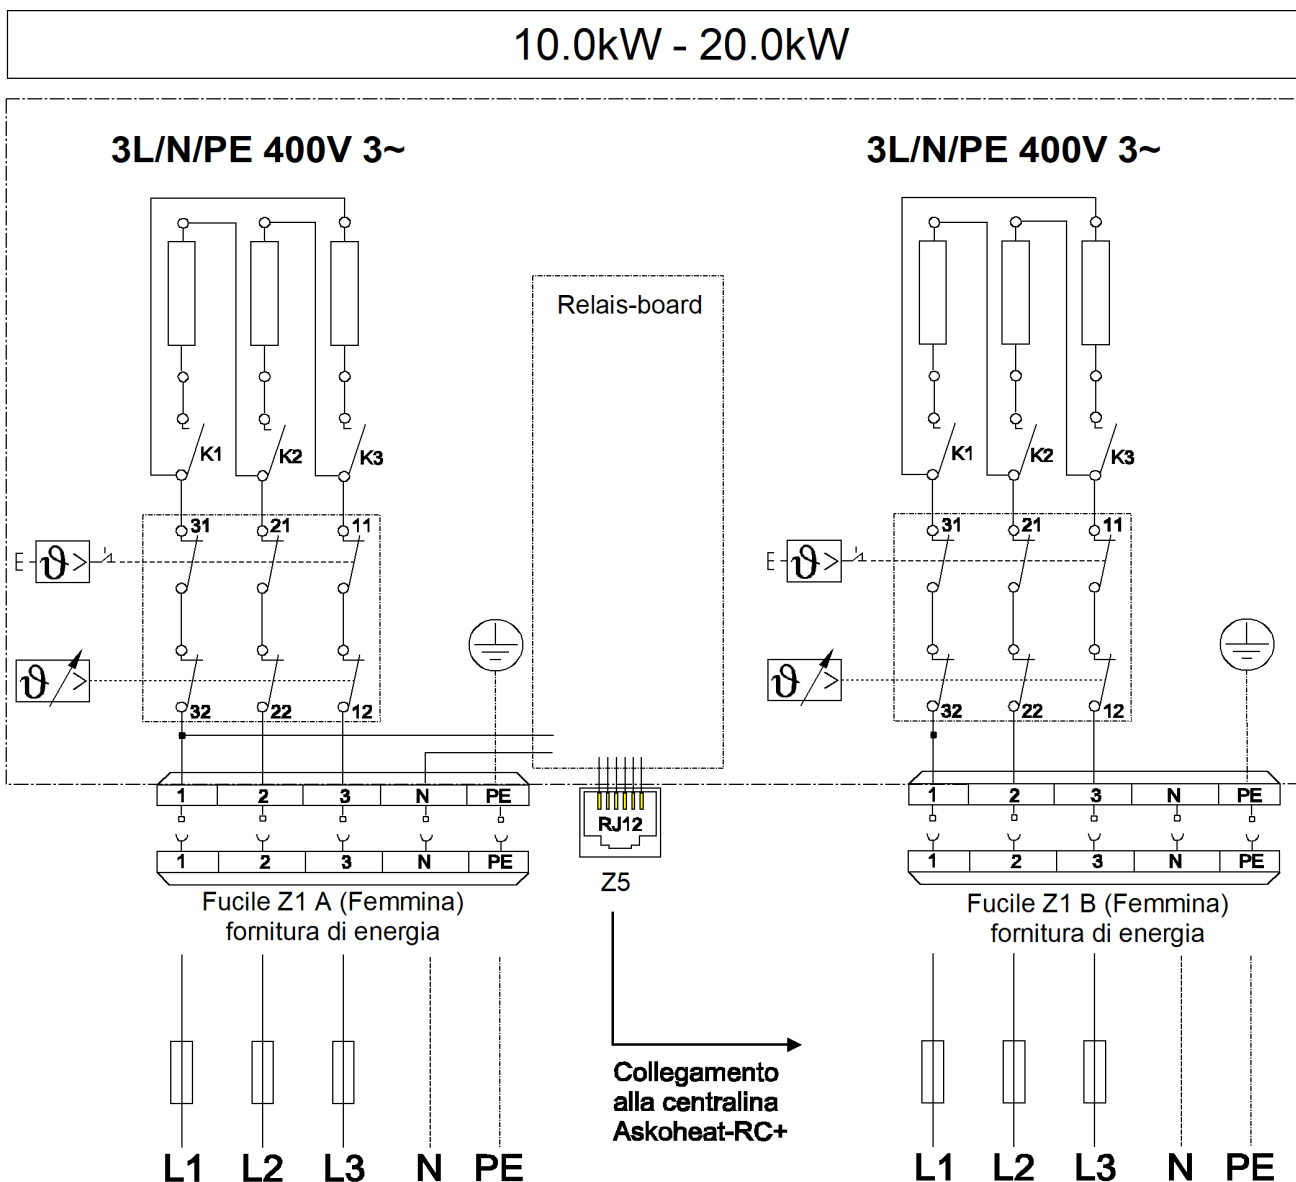 10.0kW - 20.0kW
3L/N/PE 400V 3~
3L/N/PE 400V 3~
Relais-board
K1 K2 K3
K1 K2 K3
31 21 11
31 21 11
E ϑ >
E ϑ >
ϑ >
ϑ >
32 22 12
32 22 12
1 2 3 N PE
1 2 3 N PE
RJ12
1 2 3 N PE
1 2 3 N PE
Z5
Fucile Z1 A (Femmina)
fornitura di energia
Fucile Z1 B (Femmina)
fornitura di energia
Collegamento
alla centralina
Askoheat-RC+
L1 L2 L3 N PE
L1 L2 L3 N PE